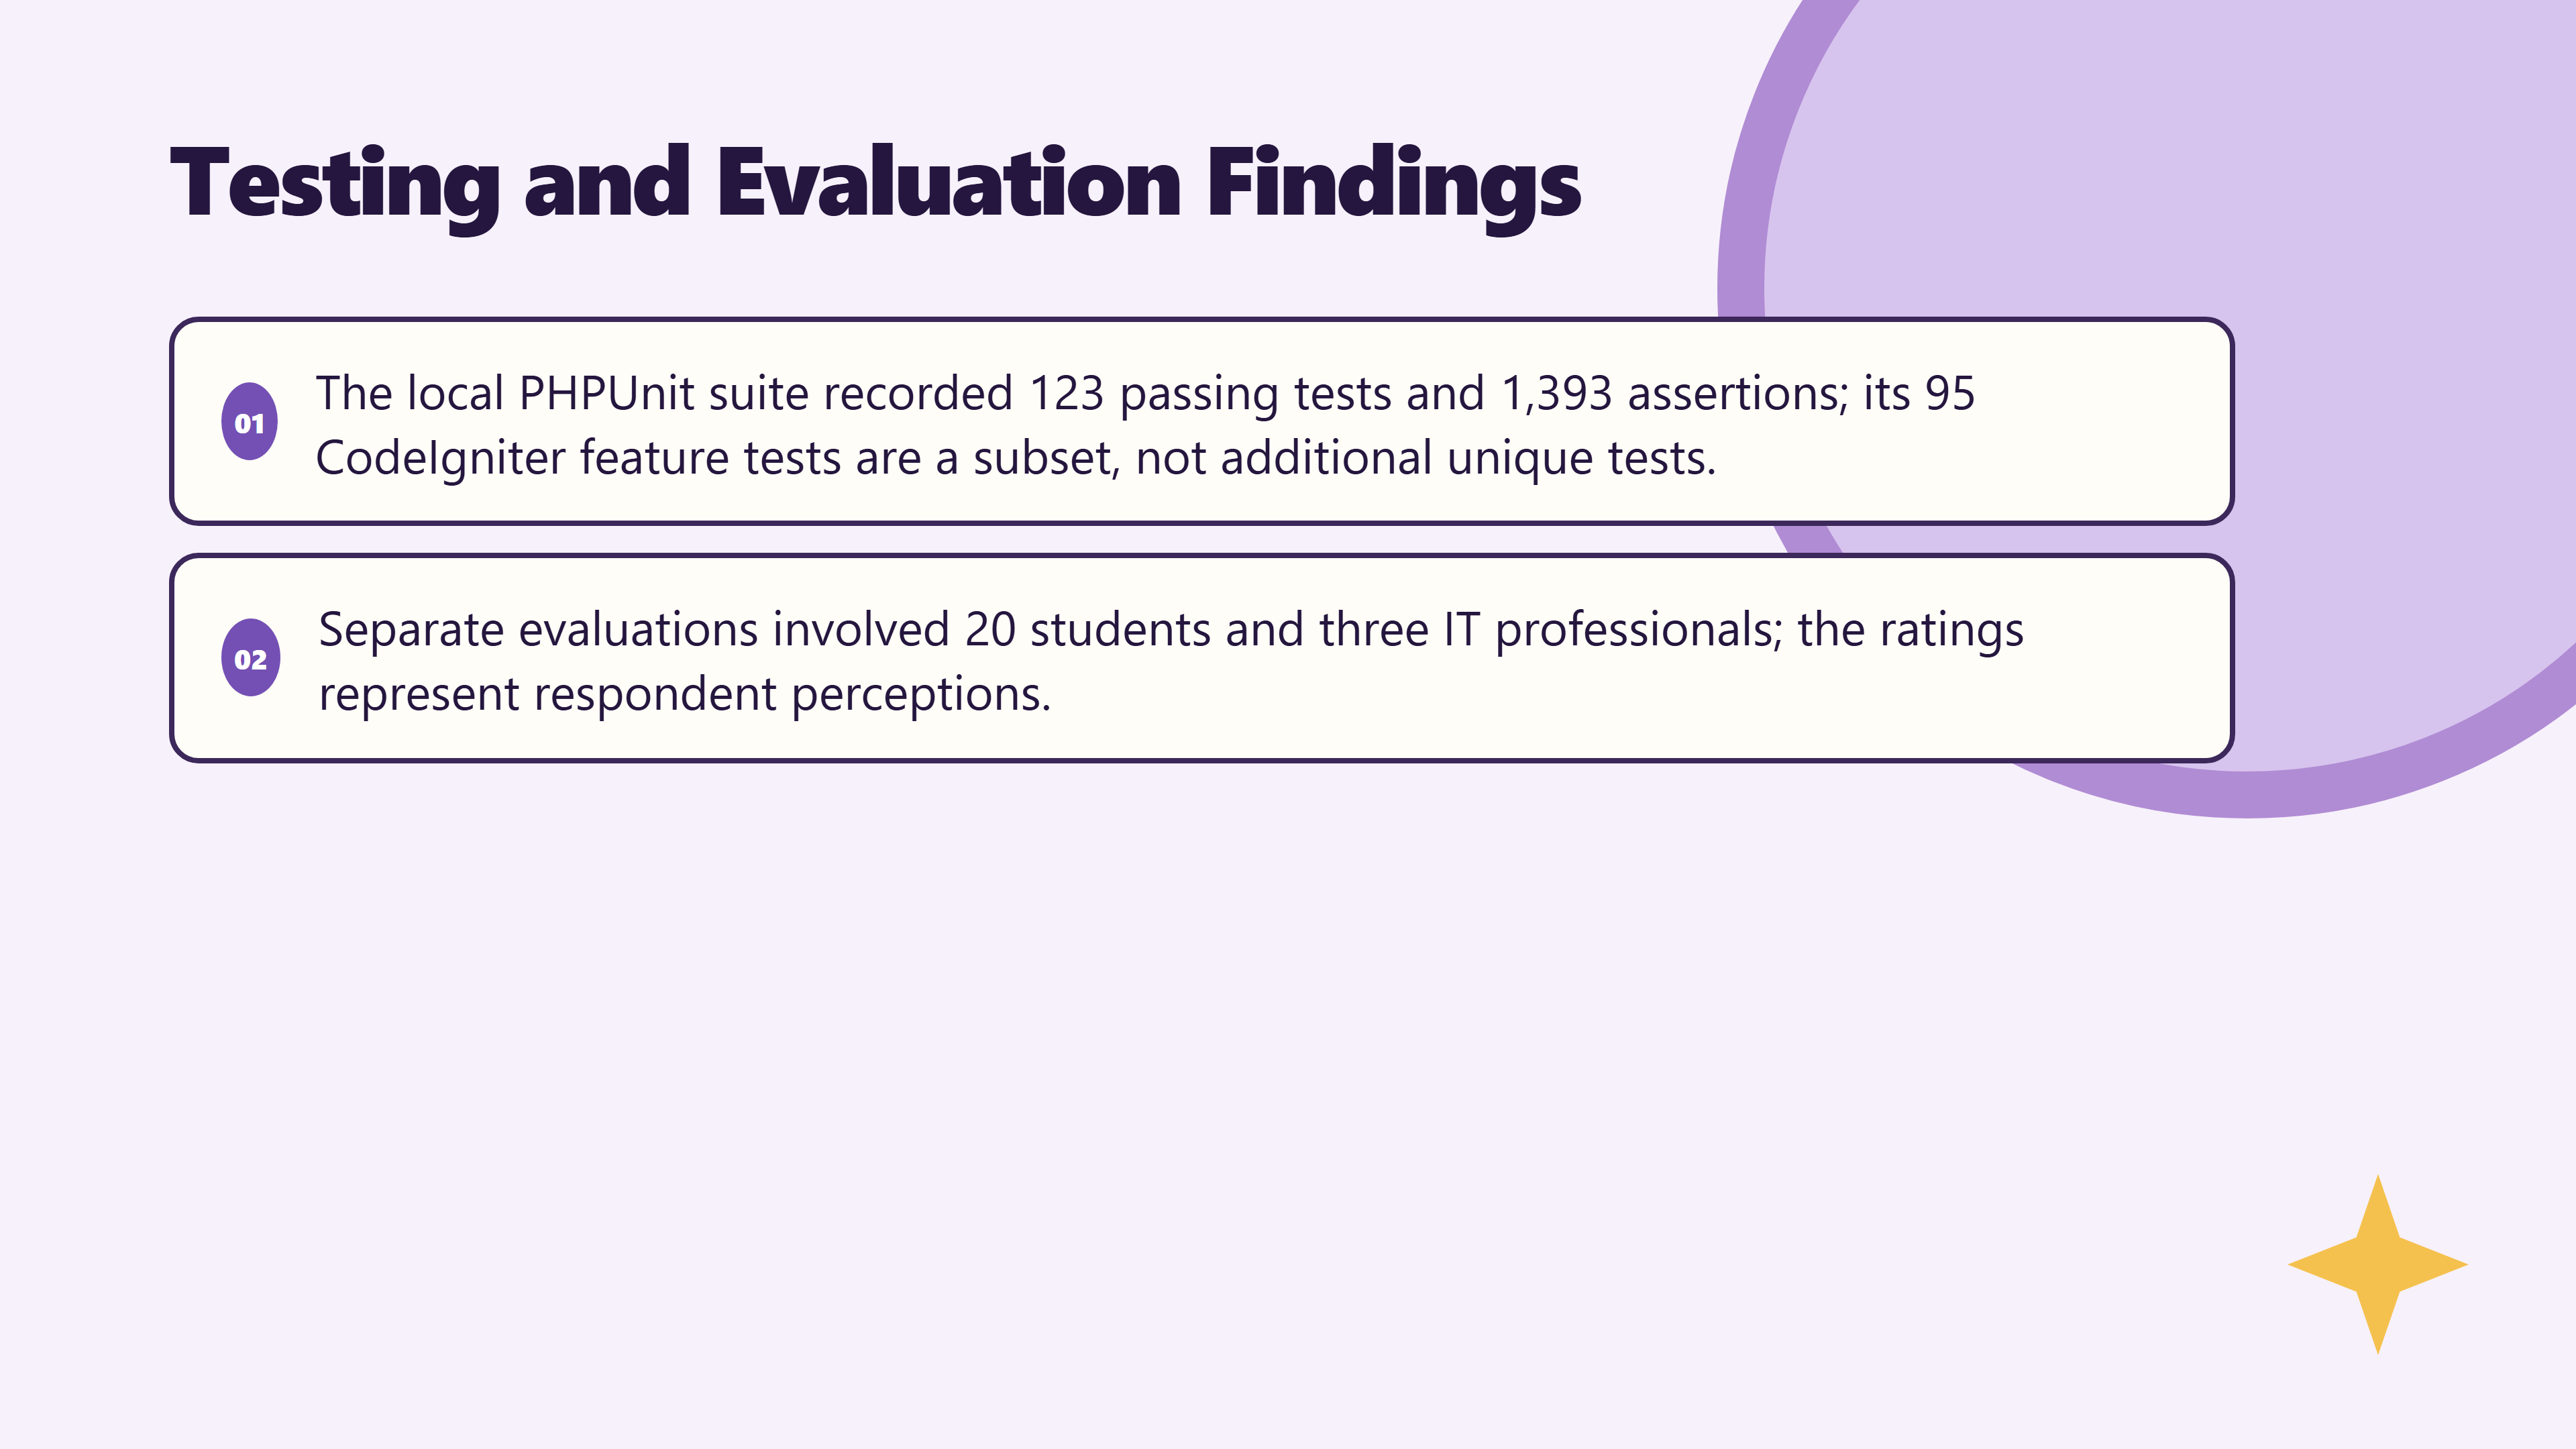 Testing and Evaluation Findings
01
The local PHPUnit suite recorded 123 passing tests and 1,393 assertions; its 95
CodeIgniter feature tests are a subset, not additional unique tests.
02
Separate evaluations involved 20 students and three IT professionals; the ratings
represent respondent perceptions.